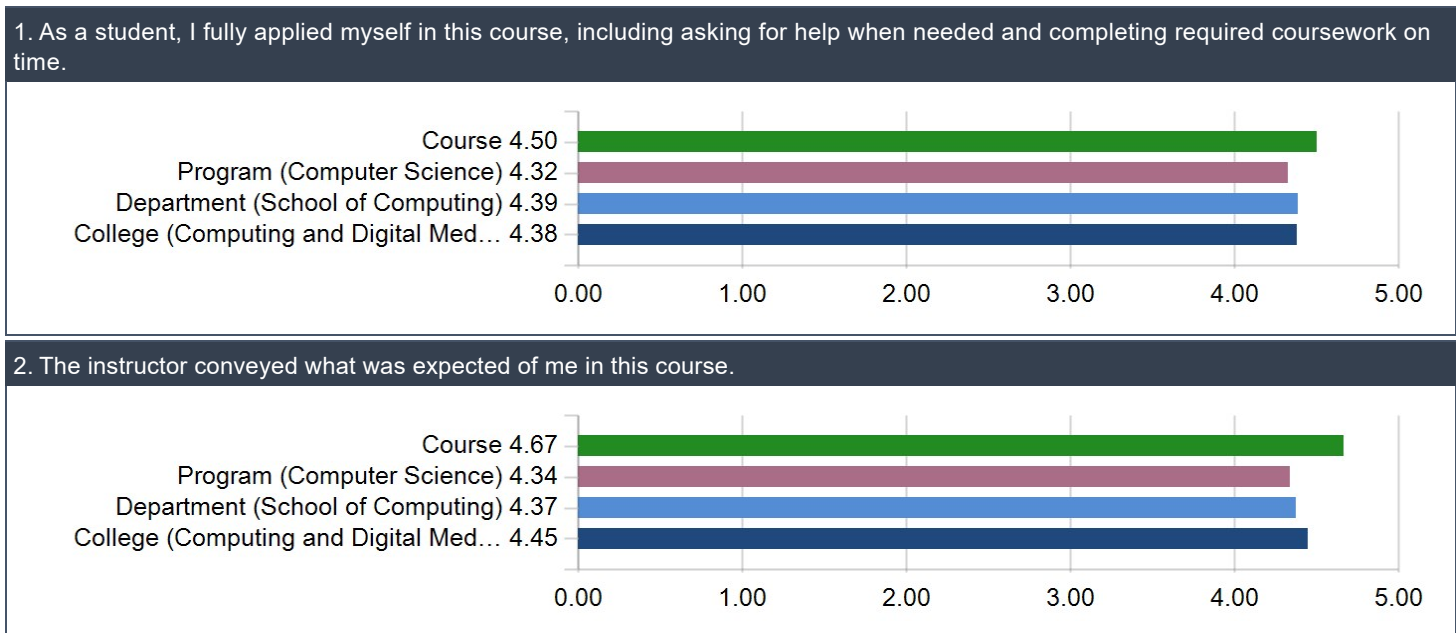 1. As a student, I fully applied myself in this course, including asking for help when needed and completing required coursework on
time.
Course 4.50
Program (Computer Science) 4.32
Department (School of Computing) 4.39
College (Computing and Digital Med... 4.38
0.00 1.00 2.00 3.00 4.00 5.00
2. The instructor conveyed what was expected of me in this course.
Course 4.67
Program (Computer Science) 4.34
Department (School of Computing) 4.37
College (Computing and Digital Med... 4.45
0.00 1.00 2.00 3.00 4.00 5.00